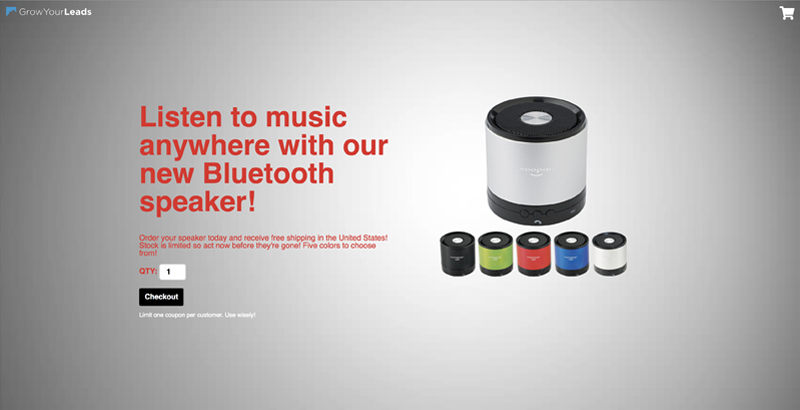 GrowYourLeads
Listen to music
anywhere with our
new Bluetooth
speaker!
Order your speaker today and receive free shipping in the United States!
Stock is limited so act now before they're gone! Five colors to choose
from!
QTY: 1
Checkout
Limit one coupon per customer. Use wisely!